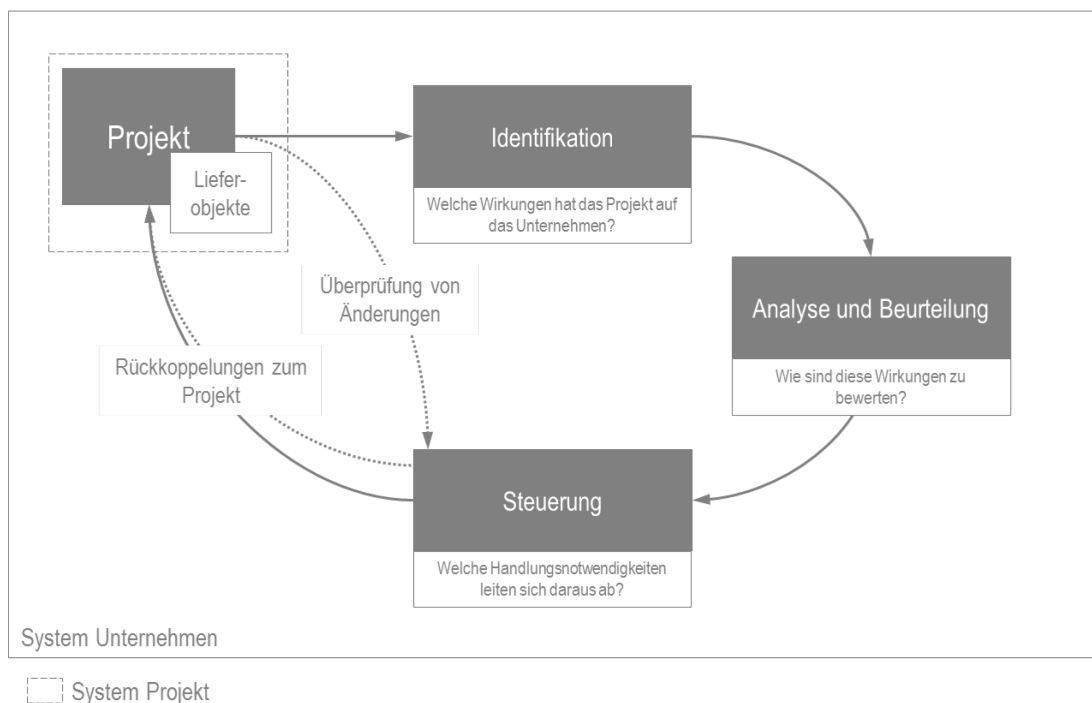 Projekt
Liefer-
objekte
Identifikation
Welche Wirkungen hat das Projekt auf
das Unternehmen?
Analyse und Beurteilung
Wie sind diese Wirkungen zu
bewerten?
Überprüfung von
Änderungen
Rückkoppelungen zum
Projekt
Steuerung
Welche Handlungsnotwendigkeiten
leiten sich daraus ab?
System Unternehmen
System Projekt